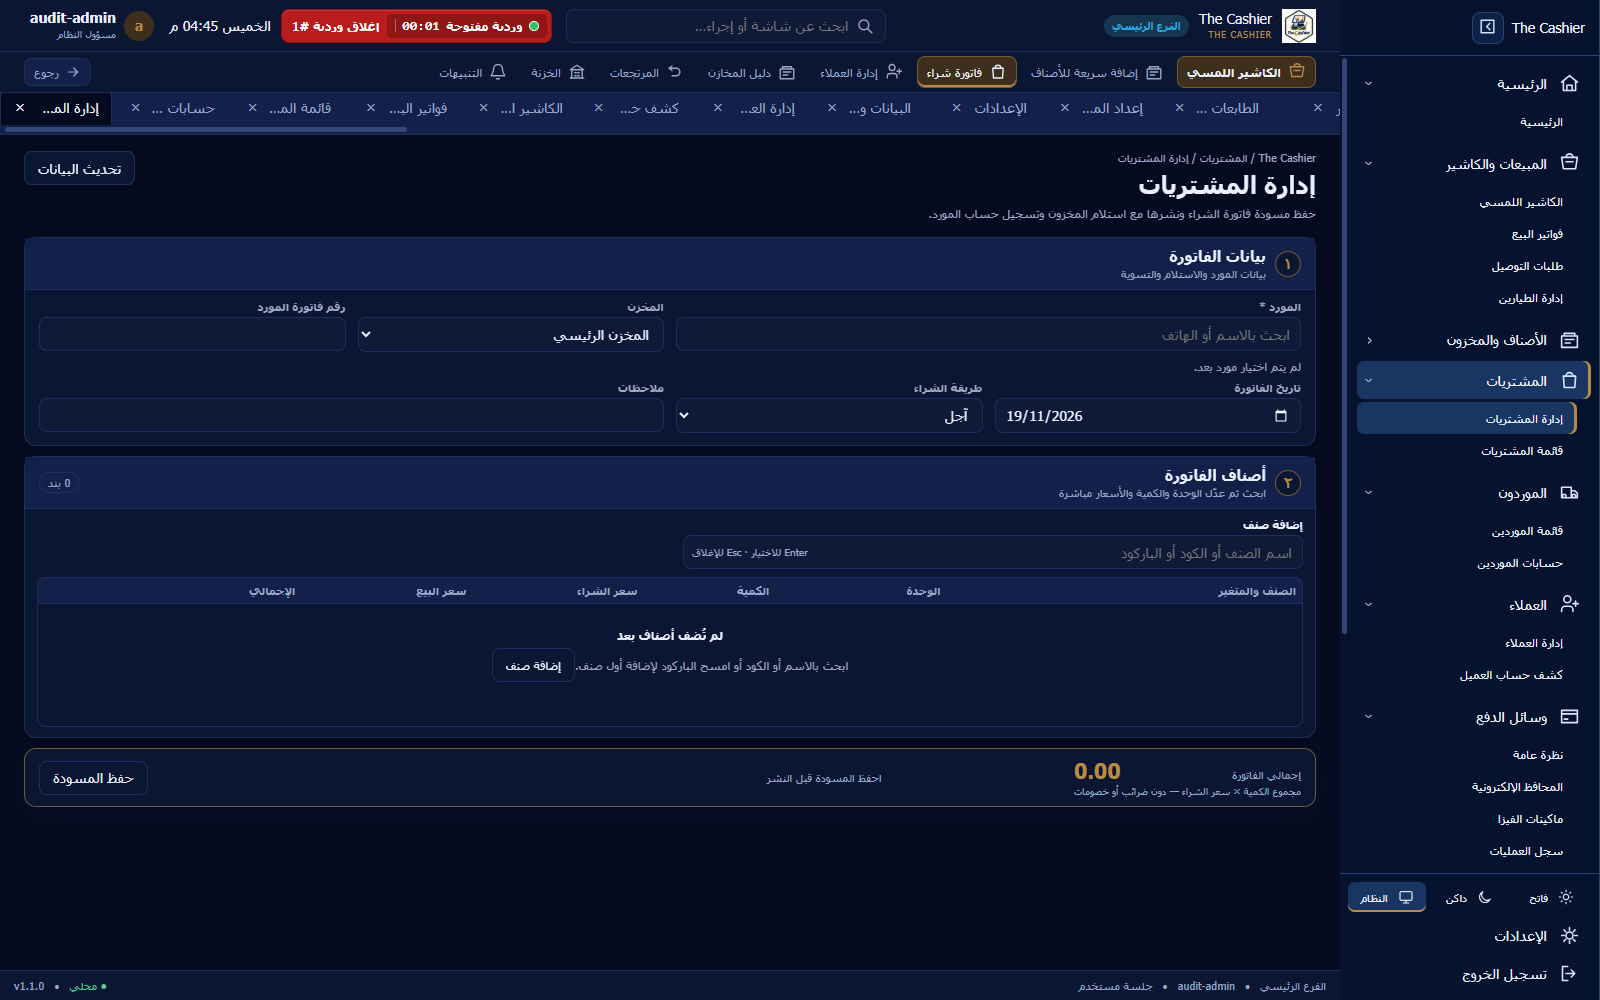 The Cashier
الرئيسية
الرئيسية
المبيعات والكاشير
الكاشير اللمسي
فواتير البيع
طلبات التوصيل
إدارة الطيارين
الأصناف والمخزون
المشتريات
إدارة المشتريات
قائمة المشتريات
الموردون
قائمة الموردين
حسابات الموردين
العملاء
إدارة العملاء
كشف حساب العميل
وسائل الدفع
نظرة عامة
المحافظ الإلكترونية
ماكينات الفيزا
سجل العمليات
فاتح
داكن
النظام
الإعدادات
تسجيل الخروج
The Cashier
THE CASHIER
الفرع الرئيسي
ابحث عن شاشة أو إجراء...
وردية مفتوحة 00:01
إغلاق وردية #1
الخميس 04:45 م
a
audit-admin
مسؤول النظام
الكاشير اللمسي
إضافة سريعة للأصناف
فاتورة شراء
إدارة العملاء
دليل المخازن
المرتجعات
الخزنة
التنبيهات
رجوع
الطابعات ... ×
إعداد الم... ×
الإعدادات ×
البيانات و... ×
إدارة الع... ×
كشف ح... ×
الكاشير ا... ×
فواتير الب... ×
قائمة الم... ×
حسابات ... ×
إدارة الم... ×
The Cashier / المشتريات / إدارة المشتريات
إدارة المشتريات
حفظ مسودة فاتورة الشراء ونشرها مع استلام المخزون وتسجيل حساب المورد.
تحديث البيانات
١
بيانات الفاتورة
بيانات المورد والاستلام والتسوية
المورد *
المخزن
رقم فاتورة المورد
ابحث بالاسم أو الهاتف
المخزن الرئيسي
لم يتم اختيار مورد بعد.
تاريخ الفاتورة
طريقة الشراء
ملاحظات
19/11/2026
آجل
٢
أصناف الفاتورة
ابحث ثم عدّل الوحدة والكمية والأسعار مباشرة
0 بند
إضافة صنف
اسم الصنف أو الكود أو الباركود
Enter للاختيار · Esc للإغلاق
الصنف والمتغير
الوحدة
الكمية
سعر الشراء
سعر البيع
الإجمالي
لم تُضف أصناف بعد
ابحث بالاسم أو الكود أو امسح الباركود لإضافة أول صنف.
إضافة صنف
إجمالي الفاتورة
0.00
مجموع الكمية × سعر الشراء — دون ضرائب أو خصومات
احفظ المسودة قبل النشر
حفظ المسودة
الفرع الرئيسي • audit-admin • جلسة مستخدم
محلي • v1.1.0